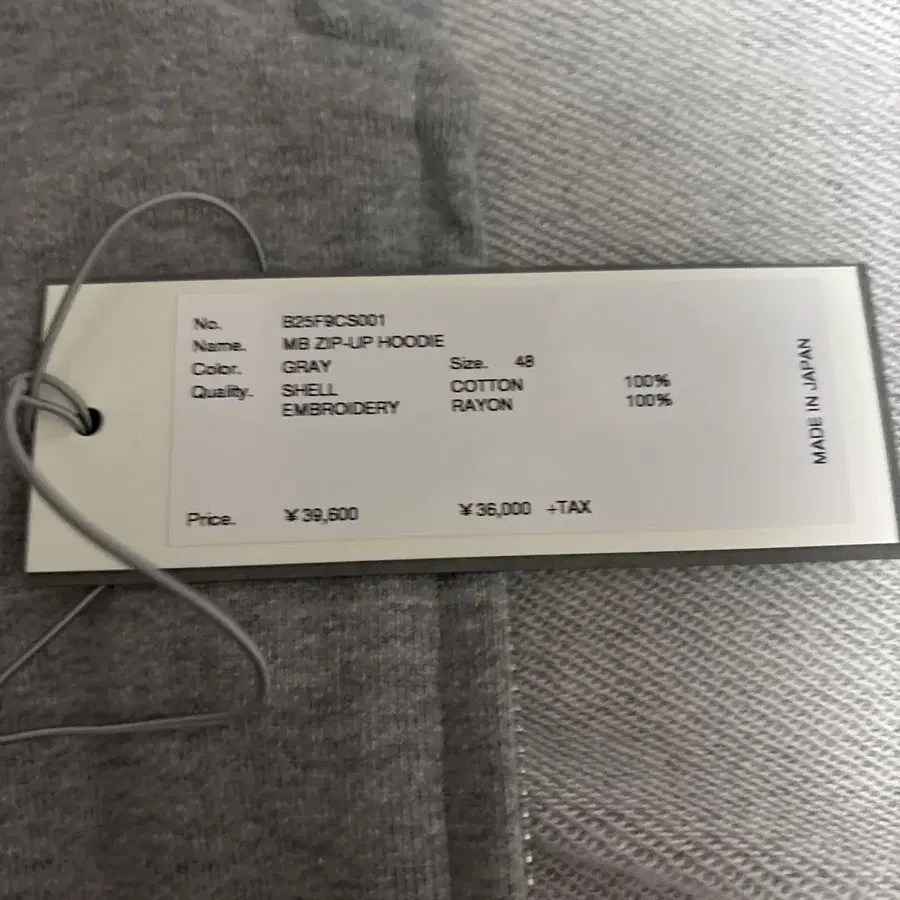 No. B25F9CS001
Name. MB ZIP-UP HOODIE
Color. GRAY Size. 48
Quality. SHELL COTTON 100%
EMBROIDERY RAYON 100%
Price. ¥39,600 ¥36,000 +TAX
MADE IN JAPAN